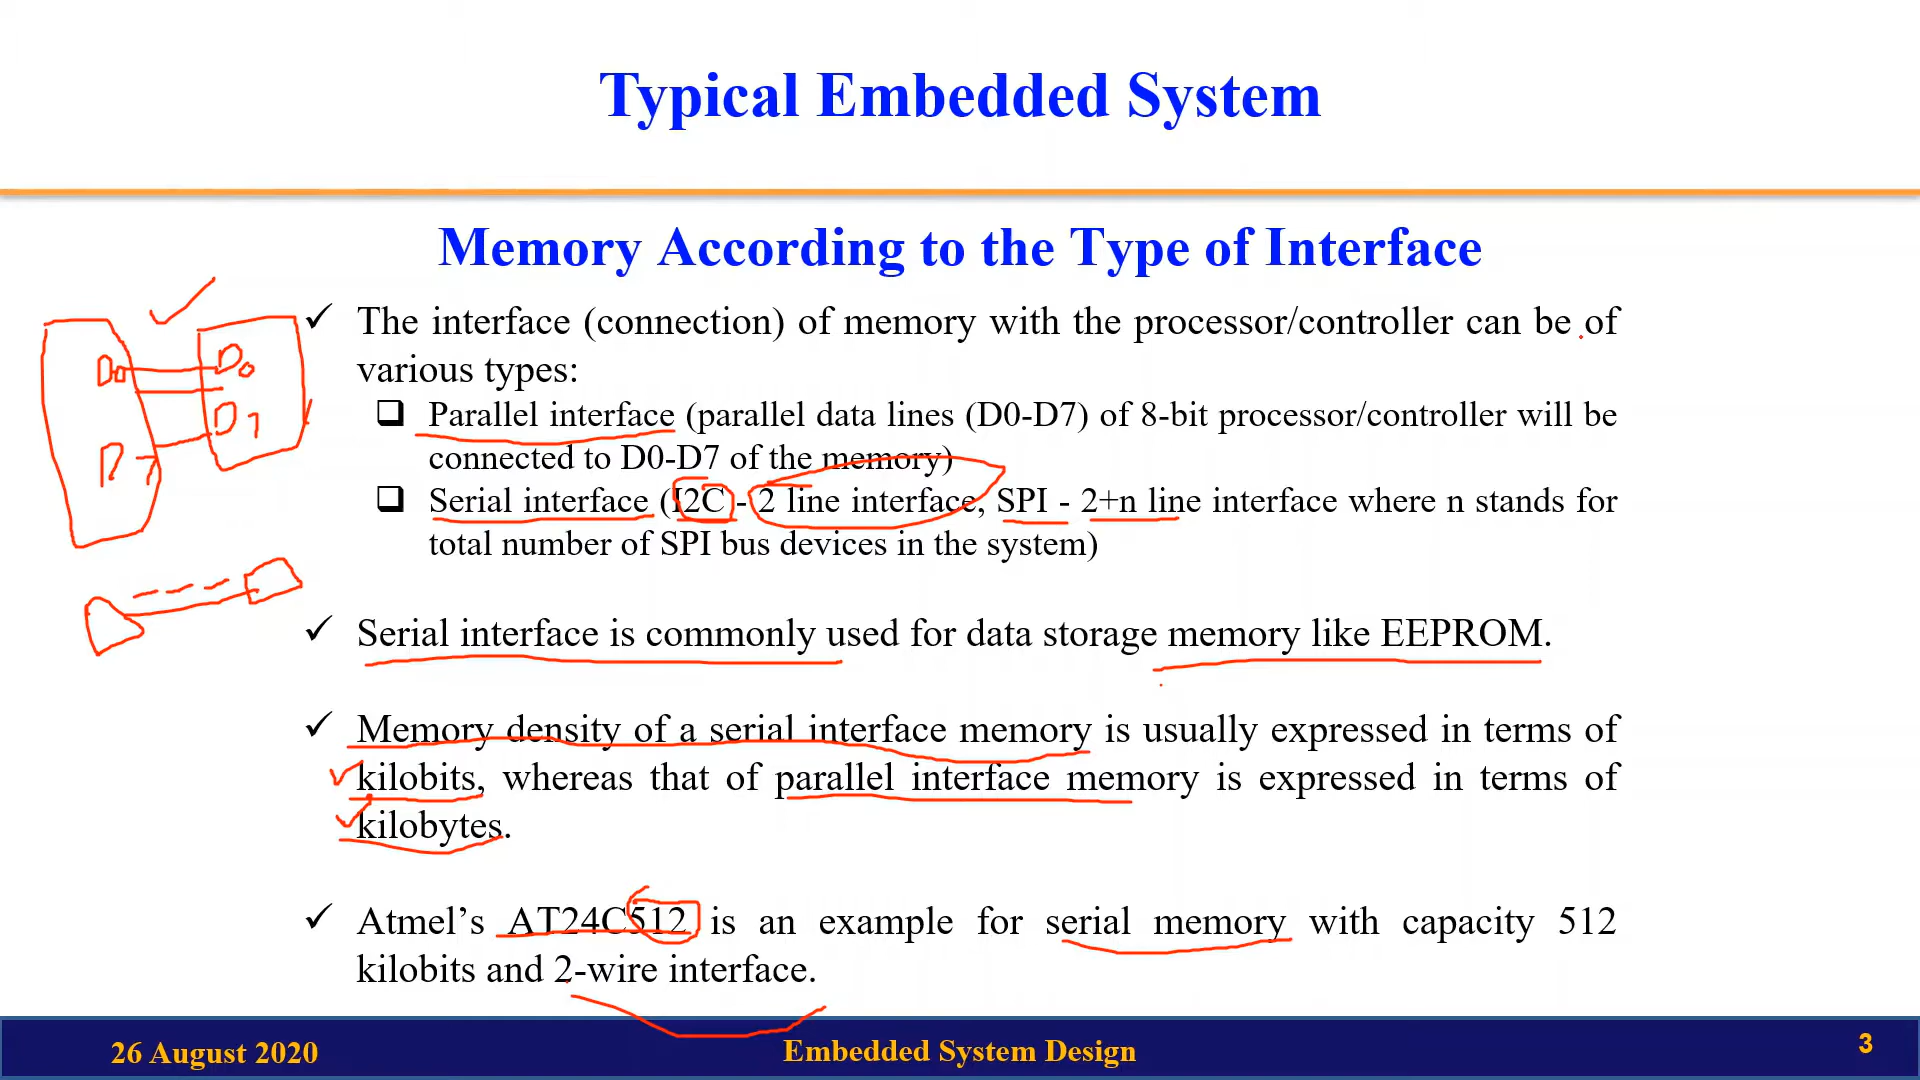 Typical Embedded System
Memory According to the Type of Interface
✓ The interface (connection) of memory with the processor/controller can be of
various types:
❑ Parallel interface (parallel data lines (D0-D7) of 8-bit processor/controller will be
connected to D0-D7 of the memory)
❑ Serial interface (I2C - 2 line interface, SPI - 2+n line interface where n stands for
total number of SPI bus devices in the system)
D0
D0
D7
D7
✓ Serial interface is commonly used for data storage memory like EEPROM.
✓ Memory density of a serial interface memory is usually expressed in terms of
kilobits, whereas that of parallel interface memory is expressed in terms of
kilobytes.
✓ Atmel’s AT24C512 is an example for serial memory with capacity 512
kilobits and 2-wire interface.
26 August 2020
Embedded System Design
3